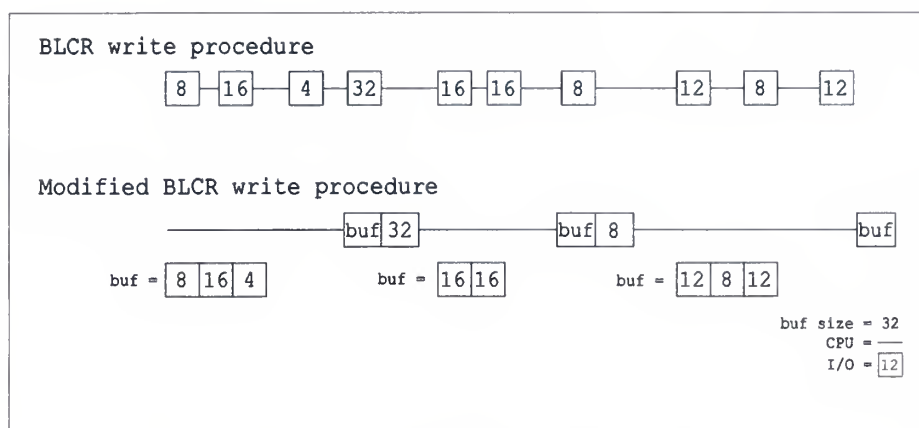 BLCR write procedure
8 16 4 32 16 16 8 12 8 12
Modified BLCR write procedure
buf 32 buf 8 buf
buf = 8 16 4 buf = 16 16 buf = 12 8 12
buf size = 32
CPU =
I/O = 12